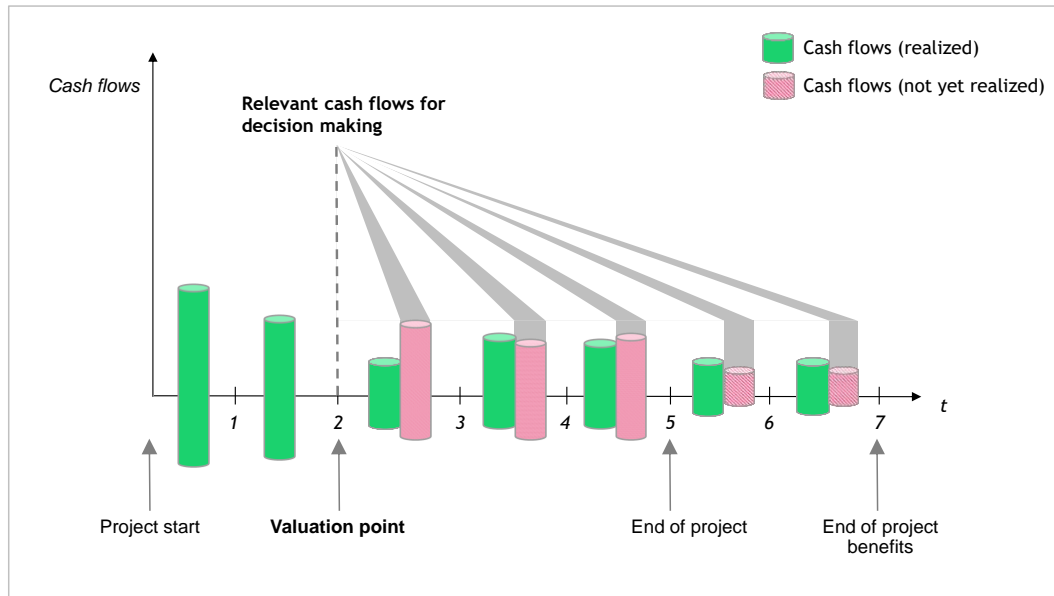 Cash flows (realized)
Cash flows
Cash flows (not yet realized)
Relevant cash flows for
decision making
t
1
2
3
4
5
6
7
Project start
Valuation point
End of project
End of project
benefits